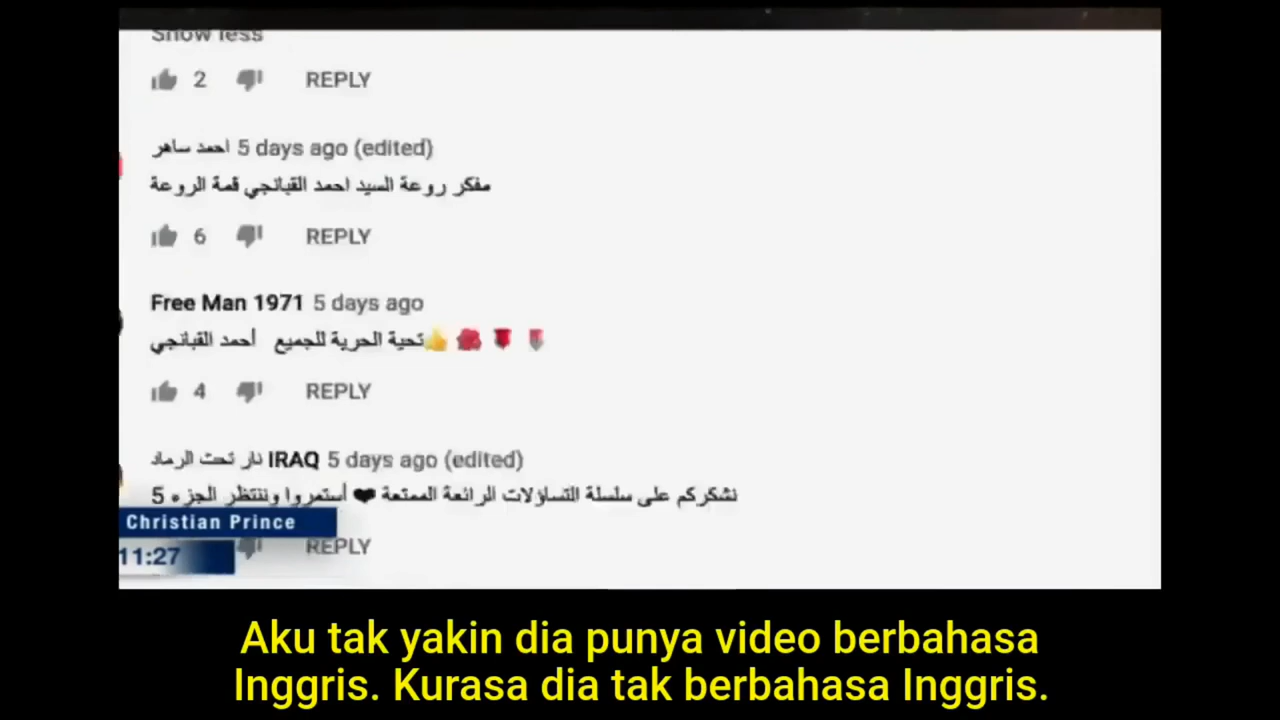 Show less
2 REPLY
احمد ساهر 5 days ago (edited)
مفكر روعة السيد احمد القبانجي قمة الروعة
6 REPLY
Free Man 1971 5 days ago
تحية الحرية للجميع أحمد القبانجي👍🌺🌹🥀
4 REPLY
نار تحت الرماد IRAQ 5 days ago (edited)
نشكركم على سلسلة التساؤلات الرائعة الممتعة ❤ أستمروا وننتظر الجزء 5
Christian Prince
11:27
REPLY
Aku tak yakin dia punya video berbahasa
Inggris. Kurasa dia tak berbahasa Inggris.